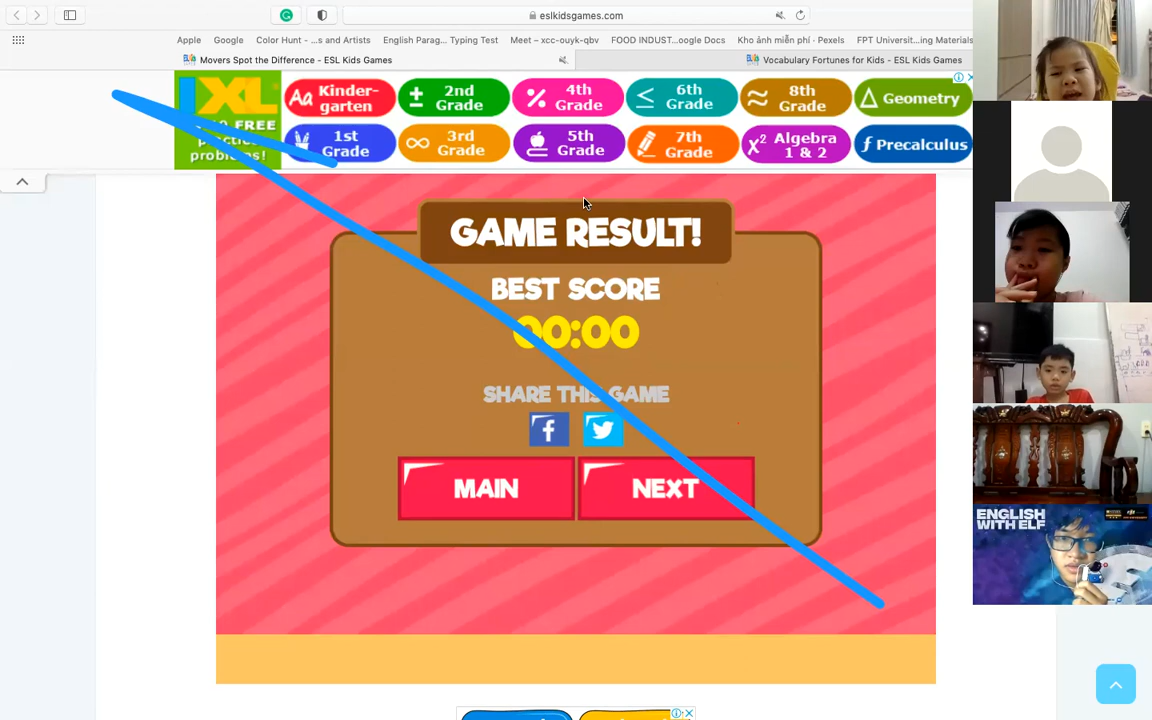 eslkidsgames.com
Apple Google Color Hunt - ...s and Artists English Parag... Typing Test Meet – xcc-ouyk-qbv FOOD INDUST...oogle Docs Kho ảnh miễn phí · Pexels FPT Universit...ing Materials
Movers Spot the Difference - ESL Kids Games
Vocabulary Fortunes for Kids - ESL Kids Games
IXL
FREE
practice
problems!
Aa Kinder-
garten
1st
Grade
± 2nd
Grade
∞ 3rd
Grade
% 4th
Grade
5th
Grade
≤ 6th
Grade
7th
Grade
≈ 8th
Grade
x² Algebra
1 & 2
Geometry
f Precalculus
GAME RESULT!
BEST SCORE
00:00
SHARE THIS GAME
MAIN
NEXT
ENGLISH
WITH ELF